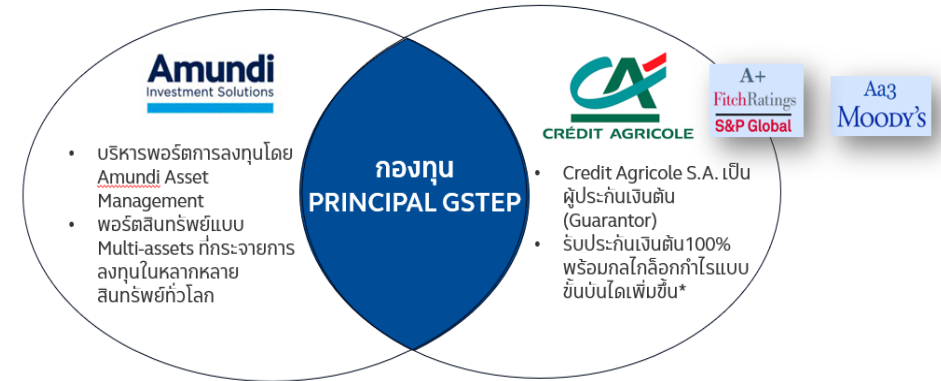 Amundi
Investment Solutions
• บริหารพอร์ตการลงทุนโดย
Amundi Asset
Management
• พอร์ตสินทรัพย์แบบ
Multi-assets ที่กระจายการ
ลงทุนในหลากหลาย
สินทรัพย์ทั่วโลก
กองทุน
PRINCIPAL GSTEP
CA
CRÉDIT AGRICOLE
• Credit Agricole S.A. เป็น
ผู้ประกันเงินต้น
(Guarantor)
• รับประกันเงินต้น100%
พร้อมกลไกล็อกกำไรแบบ
ขั้นบันไดเพิ่มขึ้น*
A+
FitchRatings
S&P Global
Aa3
MOODY'S